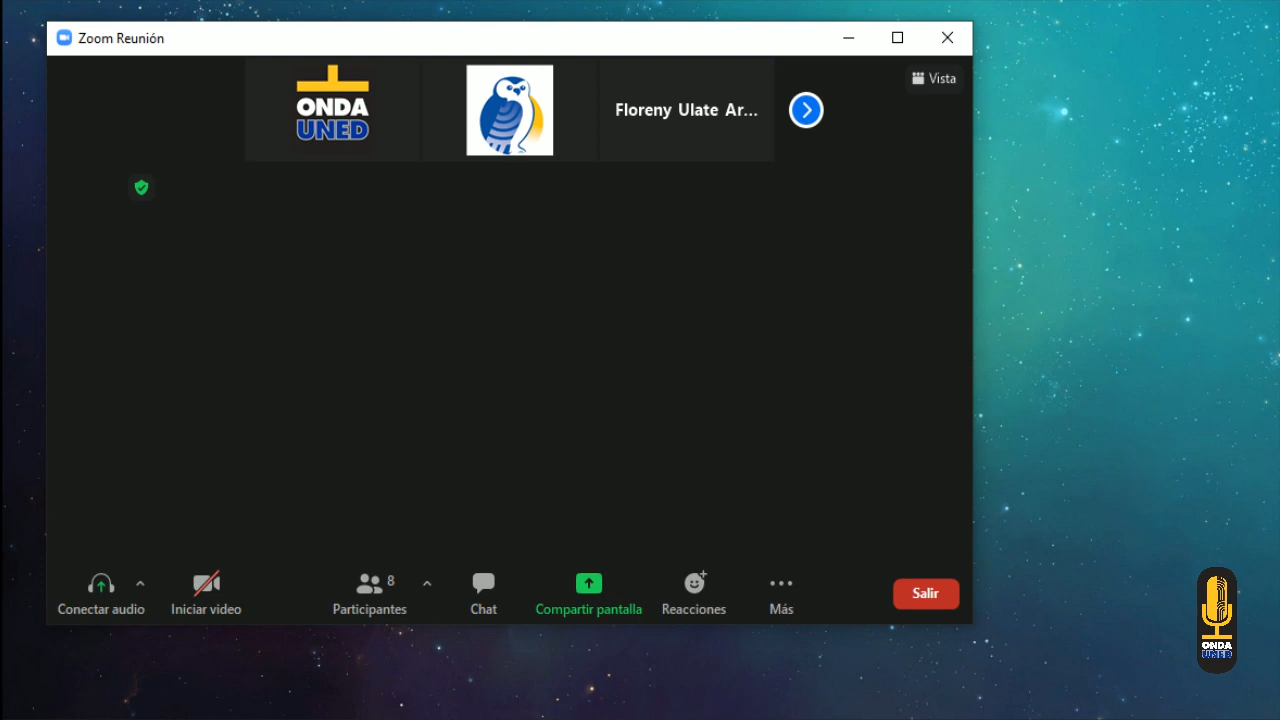 Zoom Reunión
Vista
ONDA
UNED
Floreny Ulate Ar...
Conectar audio
Iniciar video
8
Participantes
Chat
Compartir pantalla
Reacciones
Más
Salir
ONDA
UNED